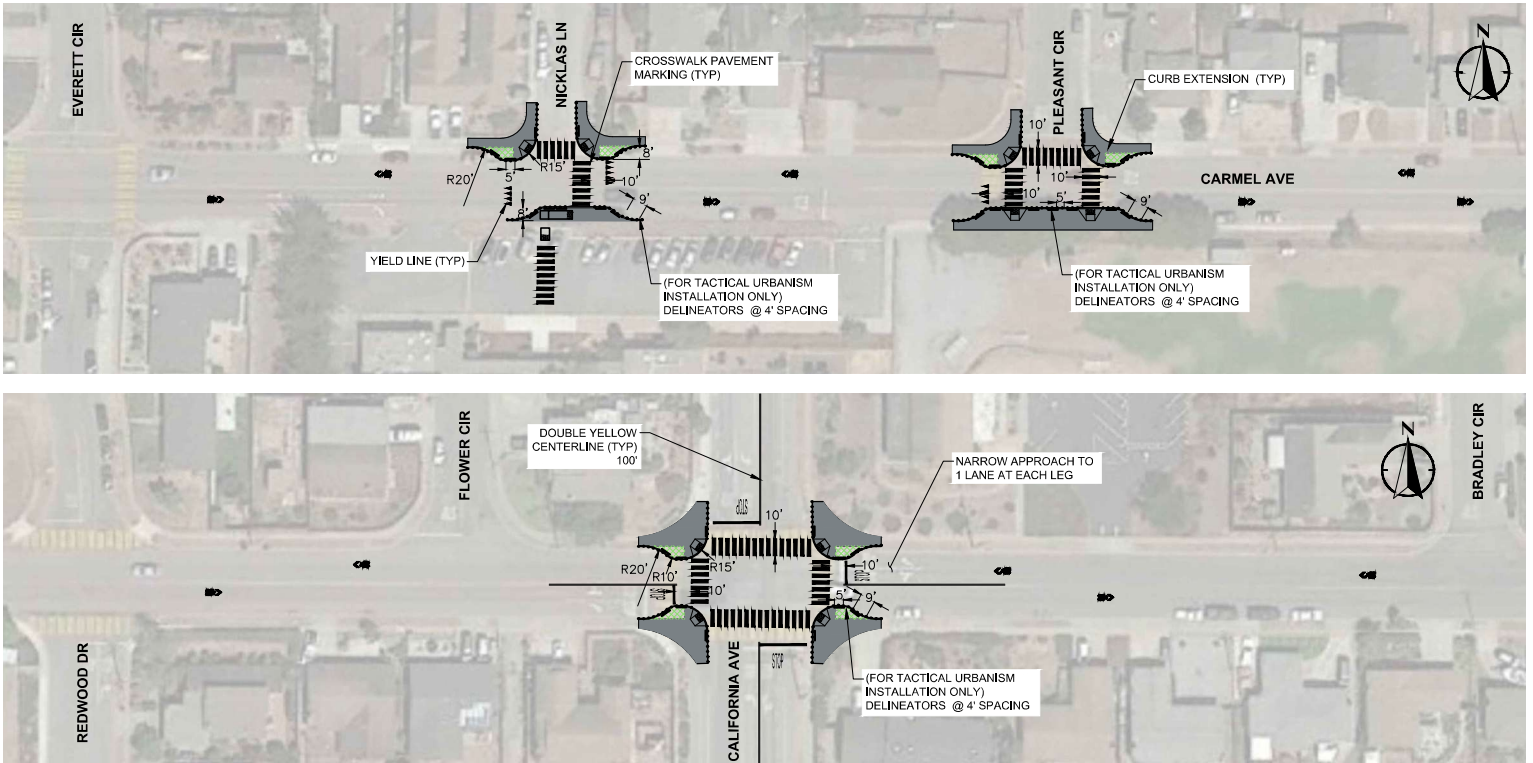 EVERETT CIR
NICKLAS LN
CROSSWALK PAVEMENT
MARKING (TYP)
PLEASANT CIR
CURB EXTENSION (TYP)
N
R20'
5'
R15'
8'
10'
9'
8'
YIELD LINE (TYP)
(FOR TACTICAL URBANISM
INSTALLATION ONLY)
DELINEATORS @ 4' SPACING
10'
10'
10'
5'
9'
CARMEL AVE
(FOR TACTICAL URBANISM
INSTALLATION ONLY)
DELINEATORS @ 4' SPACING
REDWOOD DR
FLOWER CIR
DOUBLE YELLOW
CENTERLINE (TYP)
100'
NARROW APPROACH TO
1 LANE AT EACH LEG
N
BRADLEY CIR
STOP
10'
R20'
R10'
R15'
STOP
10'
10'
STOP
5'
9'
STOP
CALIFORNIA AVE
(FOR TACTICAL URBANISM
INSTALLATION ONLY)
DELINEATORS @ 4' SPACING